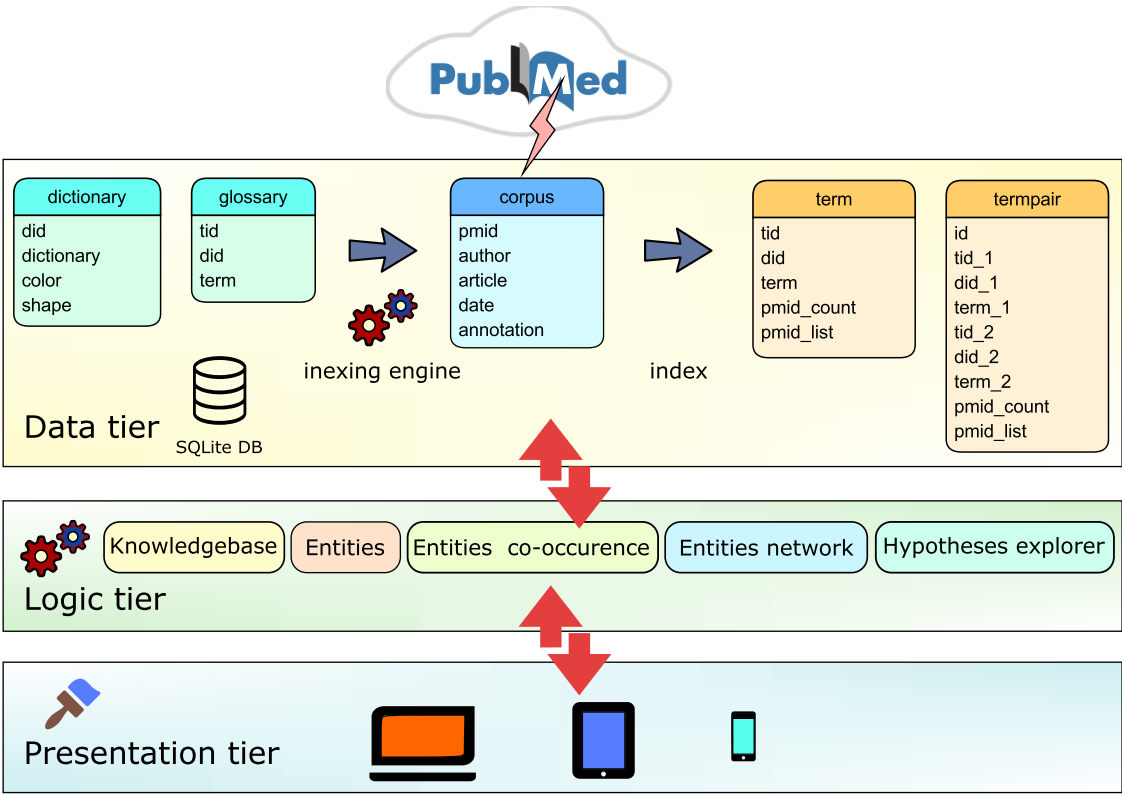 PubMed
dictionary
did
dictionary
color
shape
glossary
tid
did
term
corpus
pmid
author
article
date
annotation
term
tid
did
term
pmid_count
pmid_list
termpair
id
tid_1
did_1
term_1
tid_2
did_2
term_2
pmid_count
pmid_list
inexing engine
index
SQLite DB
Data tier
Knowledgebase
Entities
Entities co-occurence
Entities network
Hypotheses explorer
Logic tier
Presentation tier